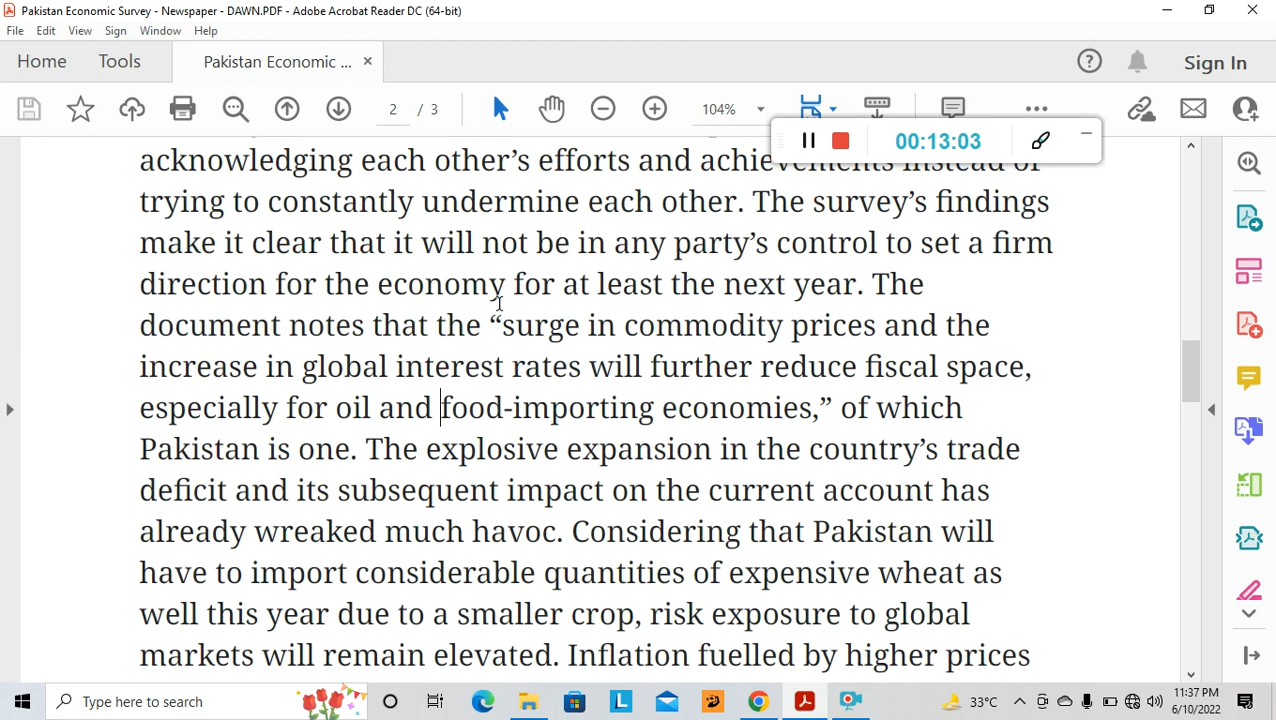 Pakistan Economic Survey - Newspaper - DAWN.PDF - Adobe Acrobat Reader DC (64-bit)
File Edit View Sign Window Help
Home Tools Pakistan Economic ... × Sign In
2 / 3 104%
00:13:03
acknowledging each other’s efforts and achievements instead of
trying to constantly undermine each other. The survey’s findings
make it clear that it will not be in any party’s control to set a firm
direction for the economy for at least the next year. The
document notes that the “surge in commodity prices and the
increase in global interest rates will further reduce fiscal space,
especially for oil and food-importing economies,” of which
Pakistan is one. The explosive expansion in the country’s trade
deficit and its subsequent impact on the current account has
already wreaked much havoc. Considering that Pakistan will
have to import considerable quantities of expensive wheat as
well this year due to a smaller crop, risk exposure to global
markets will remain elevated. Inflation fuelled by higher prices
Type here to search
33°C
11:37 PM
6/10/2022